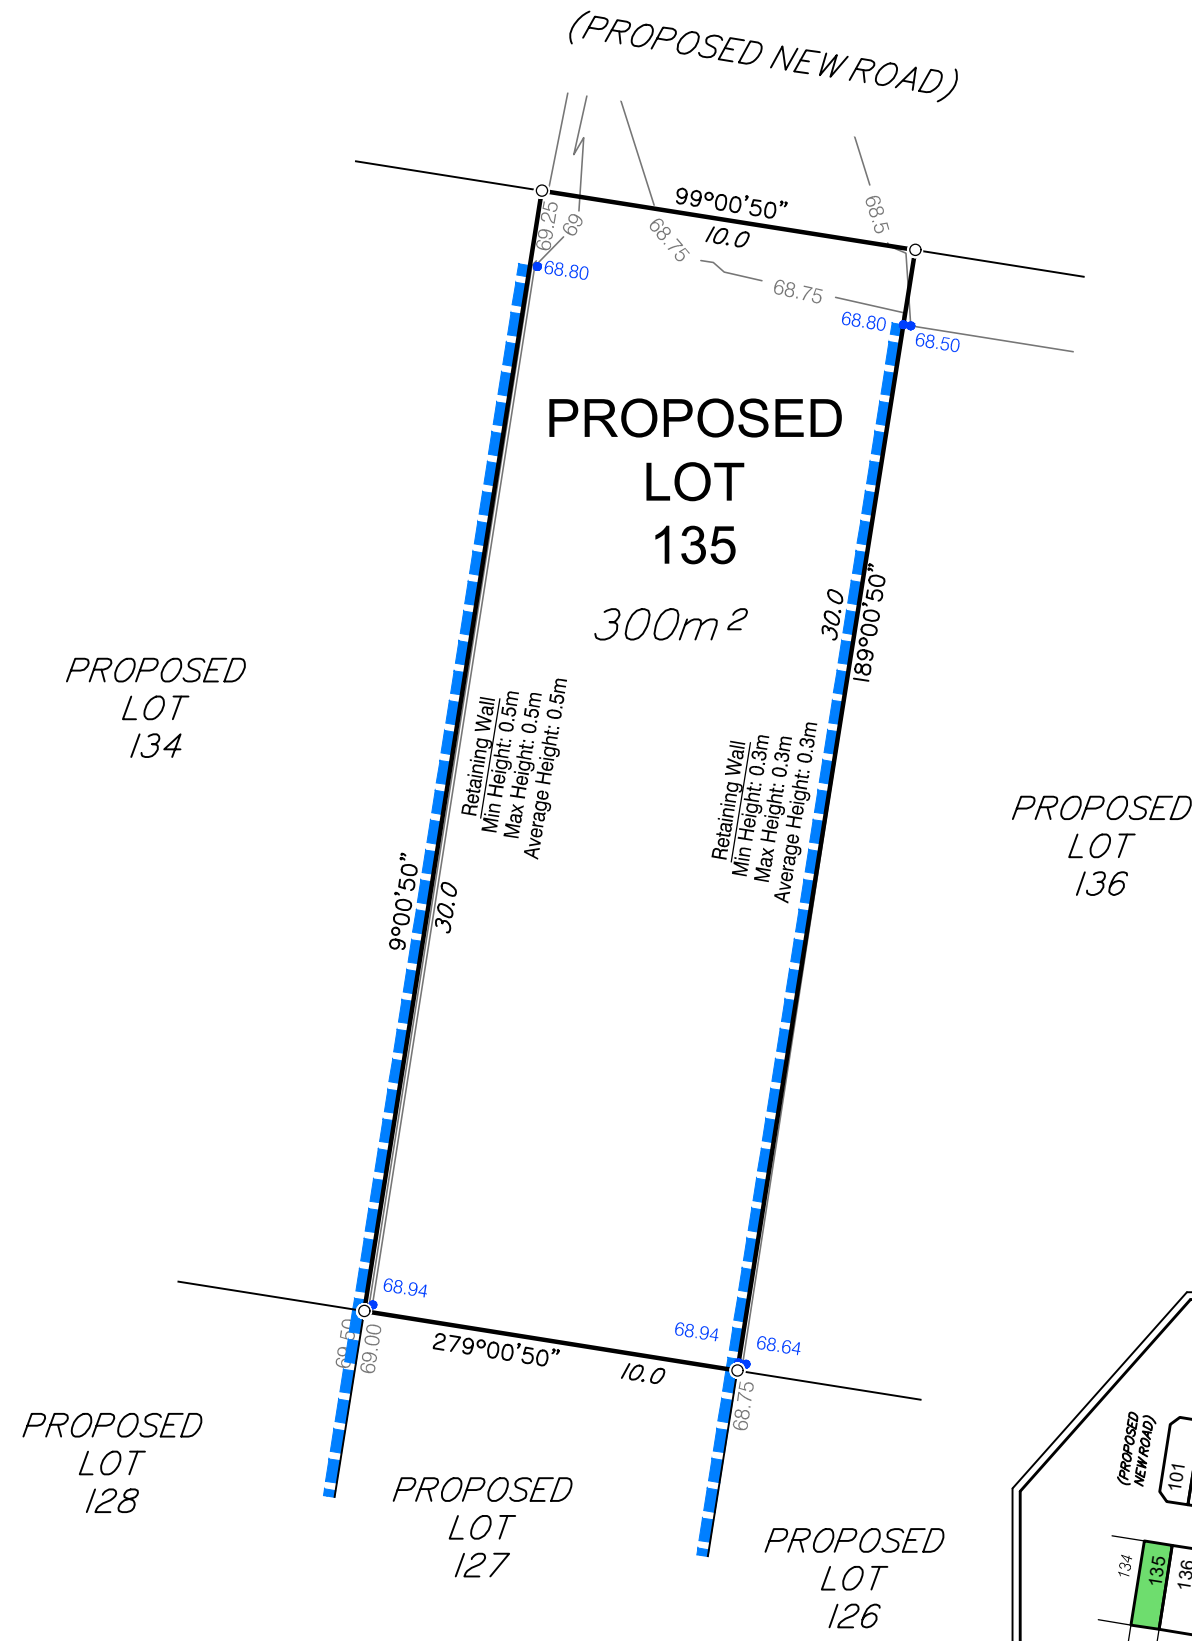 (PROPOSED NEW ROAD)
99°00'50"
10.0
69.25
69
68.75
68.5
68.75
68.80
68.80
68.50
PROPOSED
LOT
135
300m²
30.0
189°00'50"
PROPOSED
LOT
134
Retaining Wall
Min Height: 0.5m
Max Height: 0.5m
Average Height: 0.5m
Retaining Wall
Min Height: 0.3m
Max Height: 0.3m
Average Height: 0.3m
PROPOSED
LOT
136
9°00'50"
30.0
68.94
68.94
68.64
69.50
69.00
279°00'50"
10.0
68.75
PROPOSED
LOT
128
PROPOSED
LOT
127
PROPOSED
LOT
126
(PROPOSED
NEW ROAD)
101
134
135
136